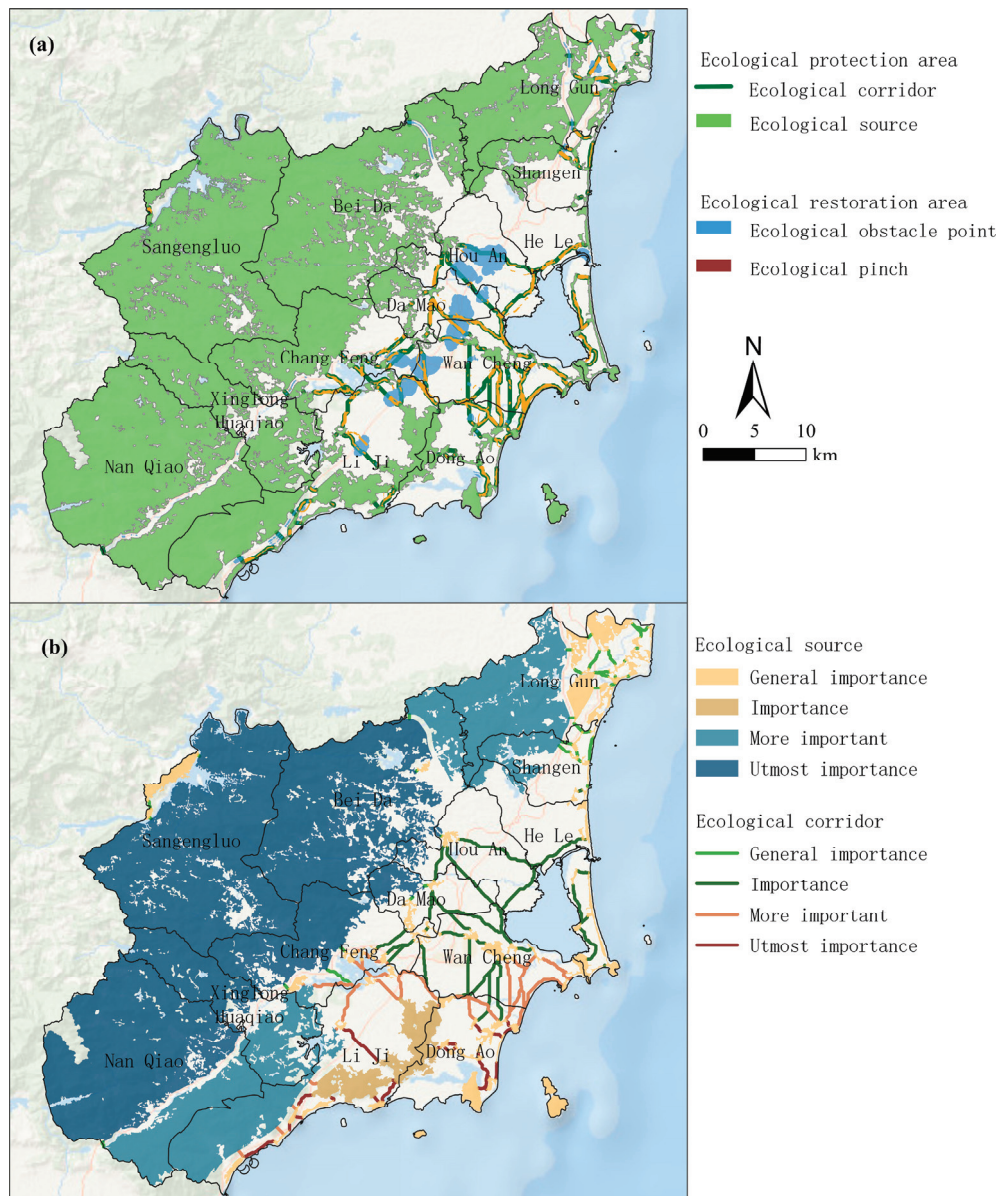 (a)
Long Gun
Shangen
Bei Da
Sangengluo
He Le
Hou An
Da Mao
Chang Feng
Wan Cheng
Xinglong
Huaqiao
Nan Qiao
Li Ji
Dong Ao
Ecological protection area
Ecological corridor
Ecological source
Ecological restoration area
Ecological obstacle point
Ecological pinch
N
0 5 10
km
(b)
Long Gun
Shangen
Bei Da
Sangengluo
He Le
Hou An
Da Mao
Chang Feng
Wan Cheng
Xinglong
Huaqiao
Nan Qiao
Li Ji
Dong Ao
Ecological source
General importance
Importance
More important
Utmost importance
Ecological corridor
General importance
Importance
More important
Utmost importance